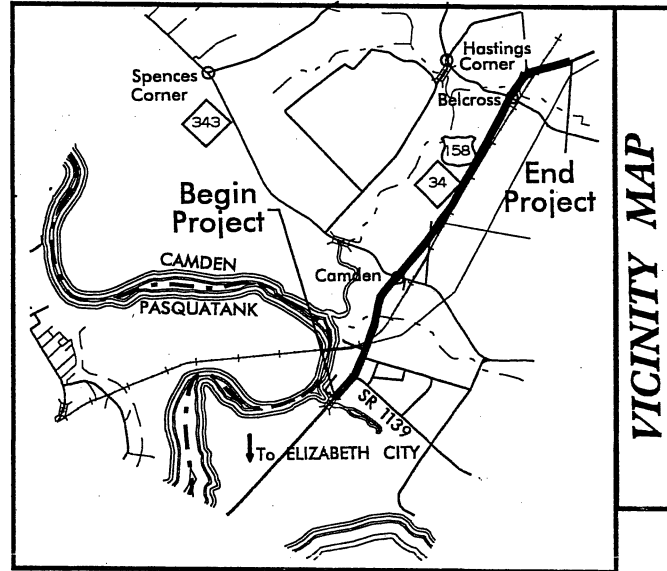 Hastings
Corner
Spences
Corner
Belcross
343
158
34
Begin
Project
End
Project
CAMDEN
Camden
PASQUATANK
SR 1139
To ELIZABETH CITY
VICINITY MAP